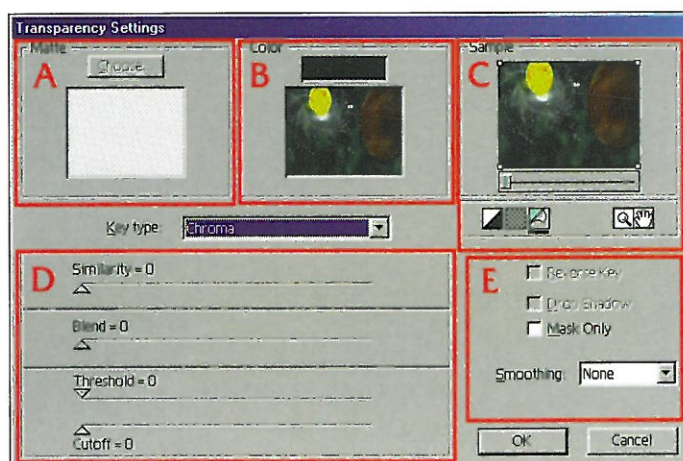 Transparency Settings
Matte
A
Choose
Color
B
Sample
C
Key type:
Chroma
D
Similarity = 0
Blend = 0
Threshold = 0
Cutoff = 0
E
Reverse Key
Drop Shadow
Mask Only
Smoothing:
None
OK
Cancel